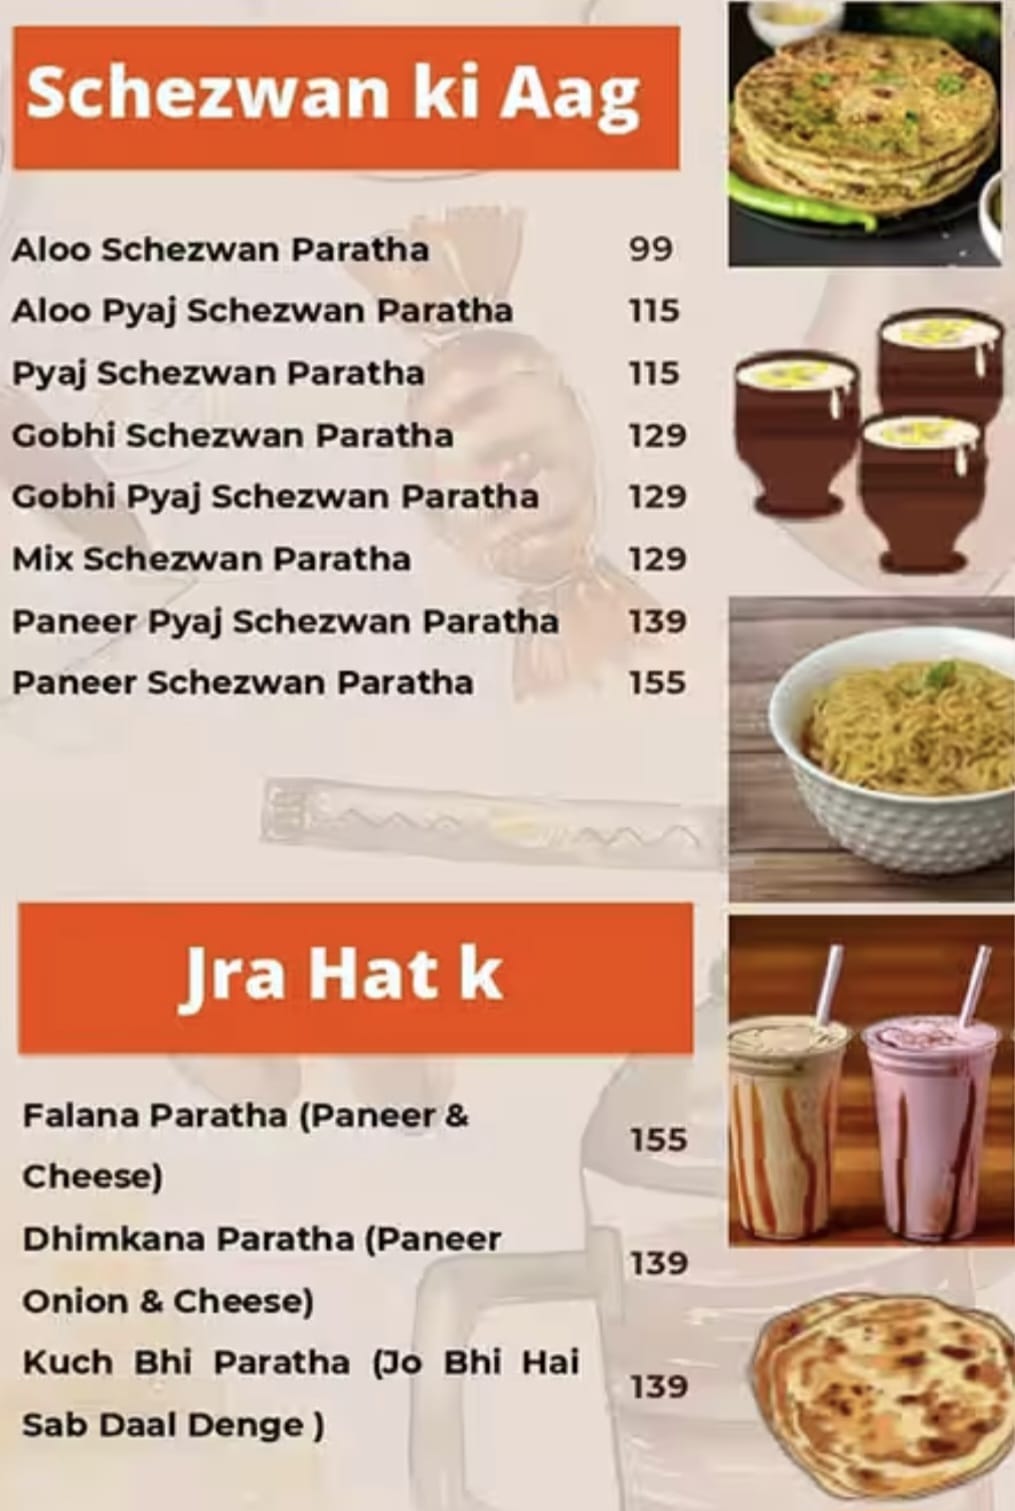 Schezwan ki Aag
Aloo Schezwan Paratha 99
Aloo Pyaj Schezwan Paratha 115
Pyaj Schezwan Paratha 115
Gobhi Schezwan Paratha 129
Gobhi Pyaj Schezwan Paratha 129
Mix Schezwan Paratha 129
Paneer Pyaj Schezwan Paratha 139
Paneer Schezwan Paratha 155
Jra Hat k
Falana Paratha (Paneer &
Cheese) 155
Dhimkana Paratha (Paneer
Onion & Cheese) 139
Kuch Bhi Paratha (Jo Bhi Hai
Sab Daal Denge ) 139